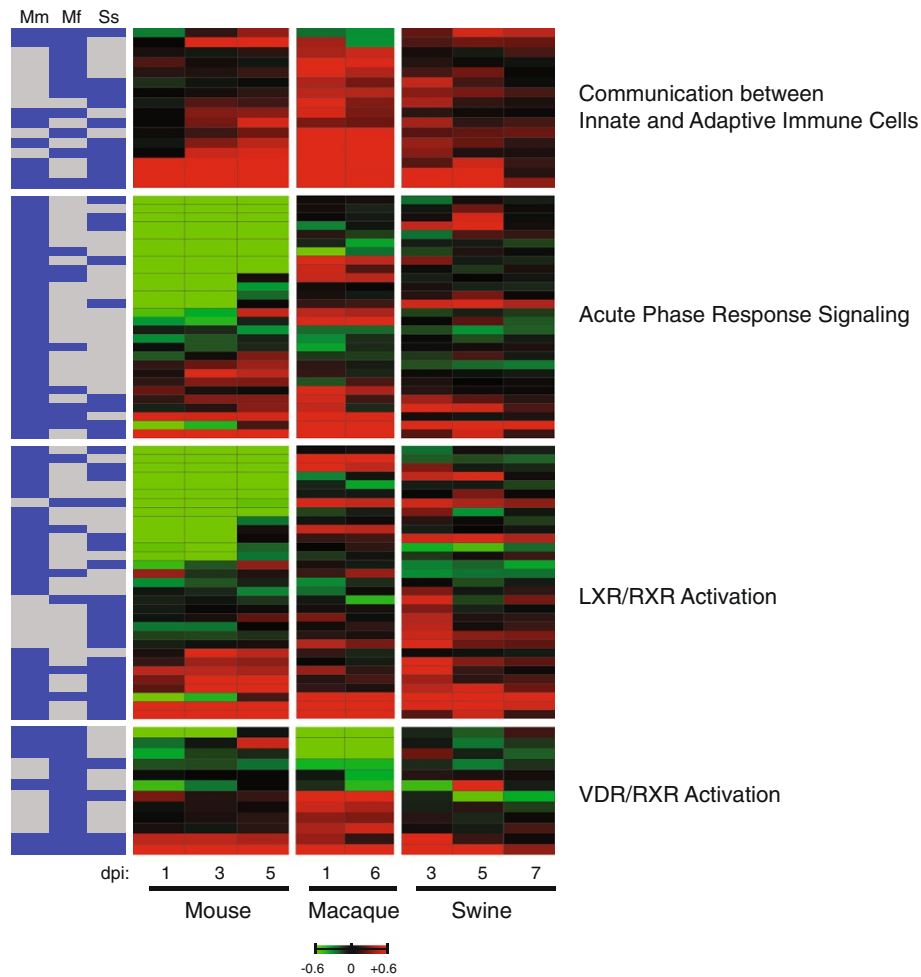 Mm Mf Ss
Communication between
Innate and Adaptive Immune Cells
Acute Phase Response Signaling
LXR/RXR Activation
VDR/RXR Activation
dpi: 1 3 5 1 6 3 5 7
Mouse Macaque Swine
-0.6 0 +0.6